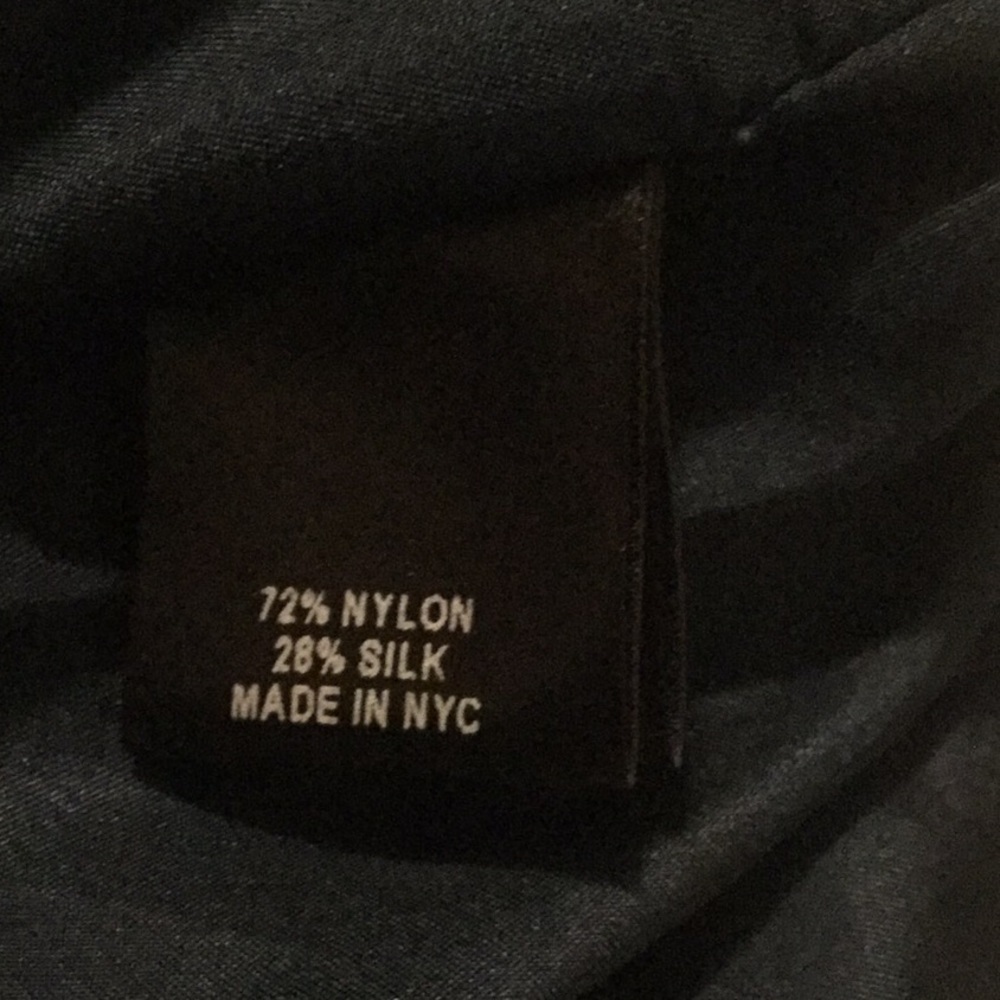 72% NYLON
28% SILK
MADE IN NYC